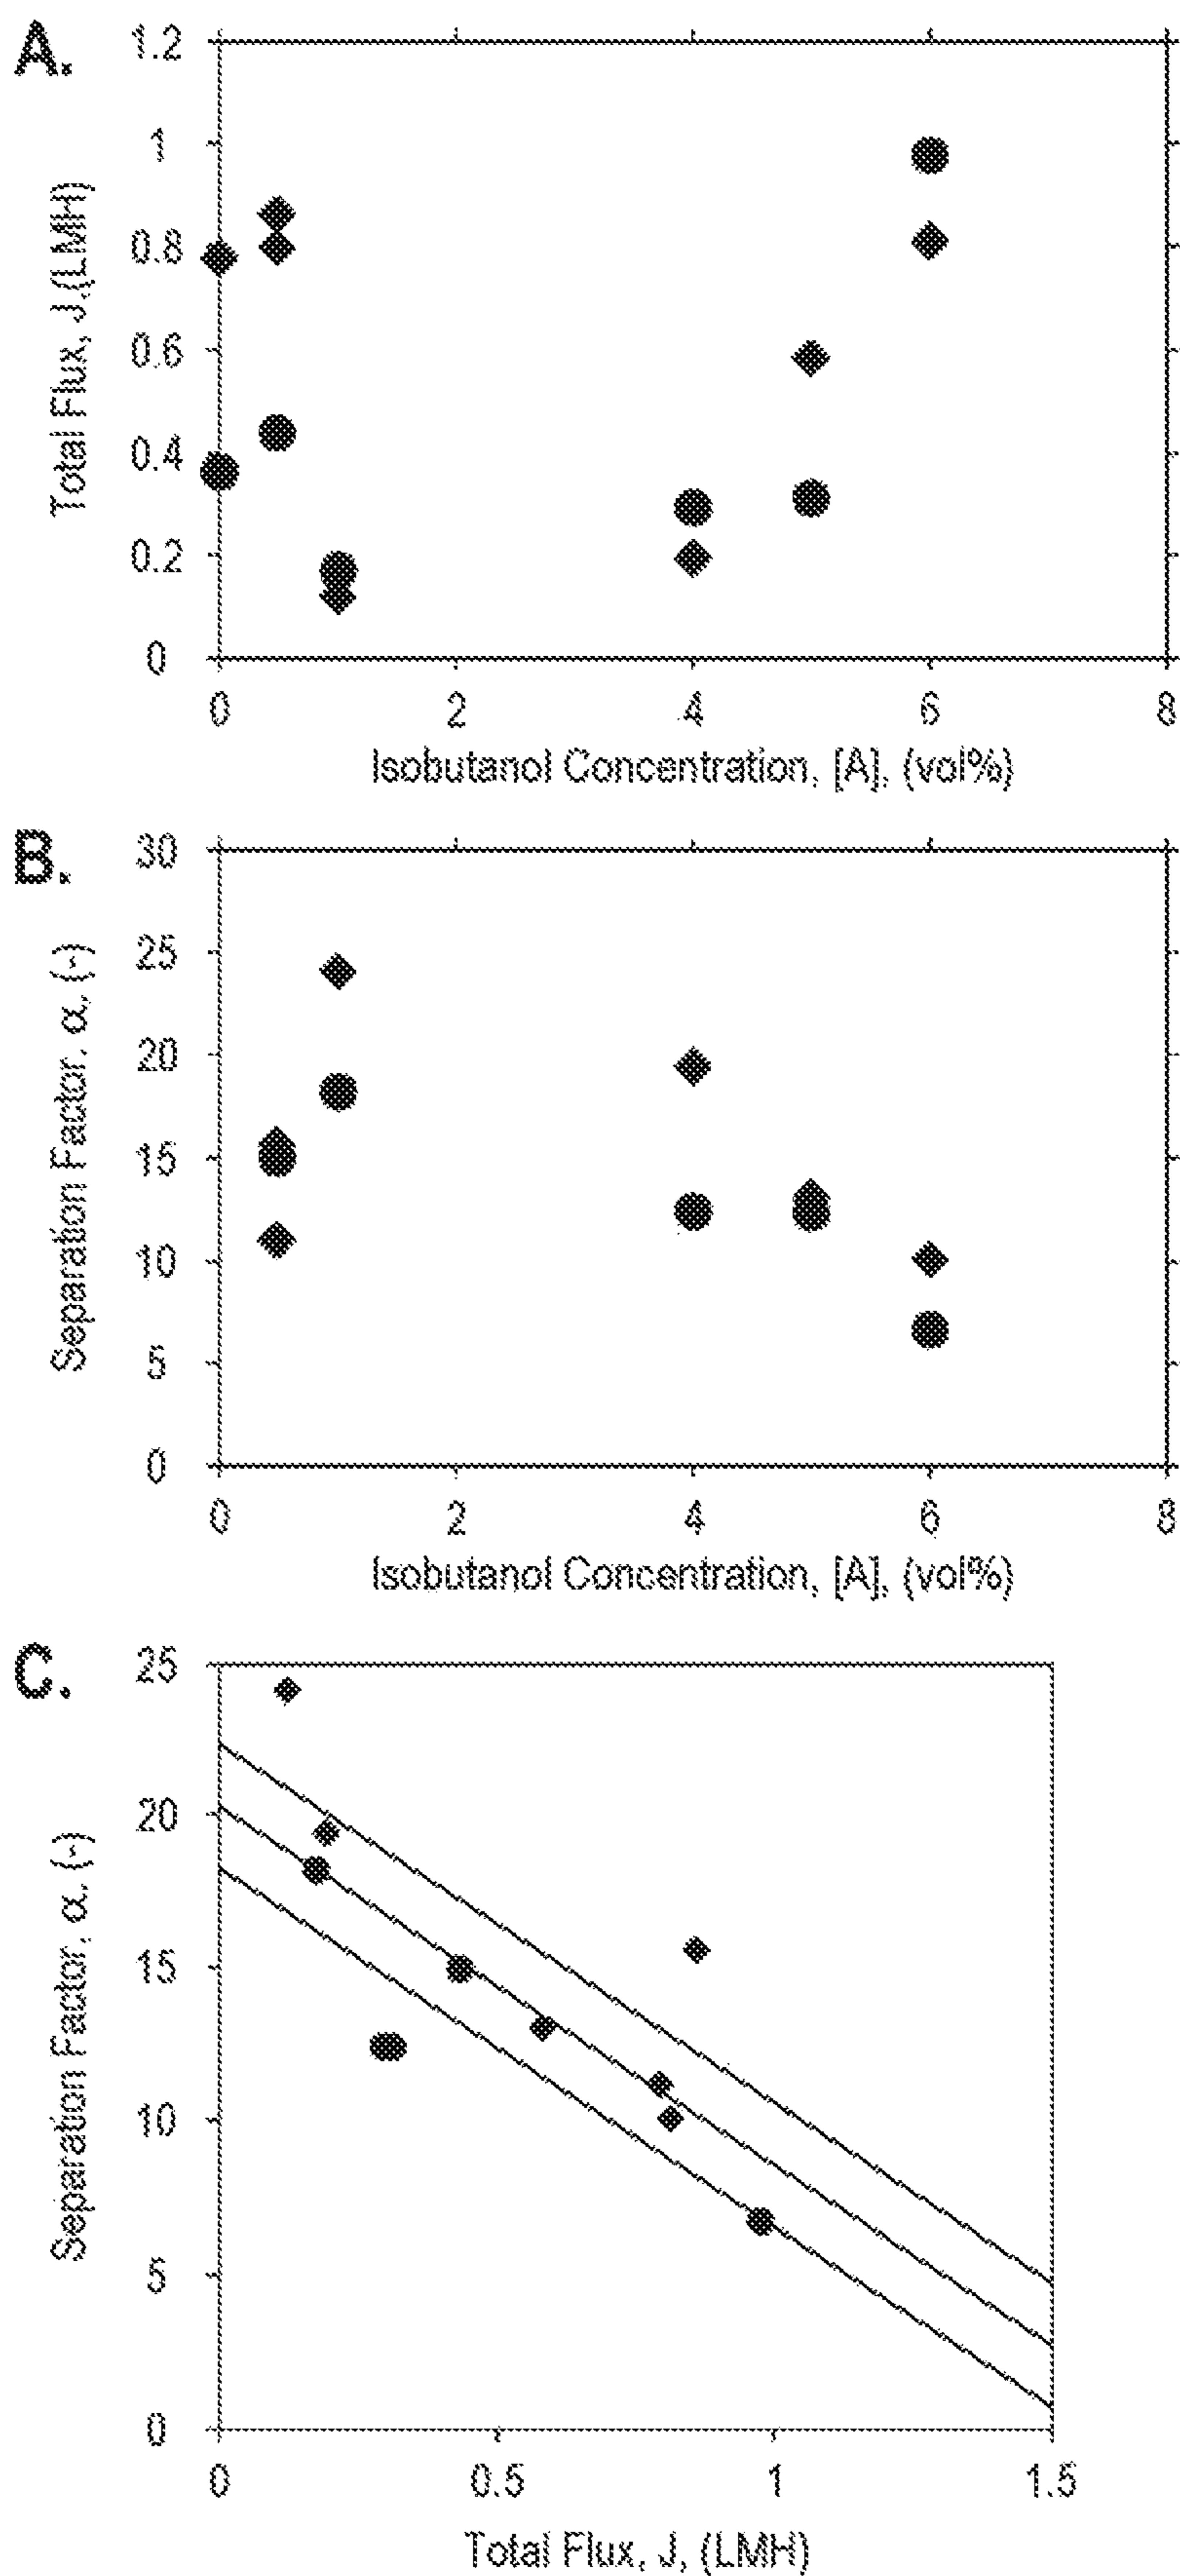 A.
1.2
1
0.8
0.6
0.4
0.2
0
Total Flux, J,(LMH)
0 2 4 6 8
Isobutanol Concentration, [A], (vol%)
B.
30
25
20
15
10
5
0
Separation Factor, α, (-)
0 2 4 6 8
Isobutanol Concentration, [A], (vol%)
C.
25
20
15
10
5
0
Separation Factor, α, (-)
0 0.5 1 1.5
Total Flux, J, (LMH)